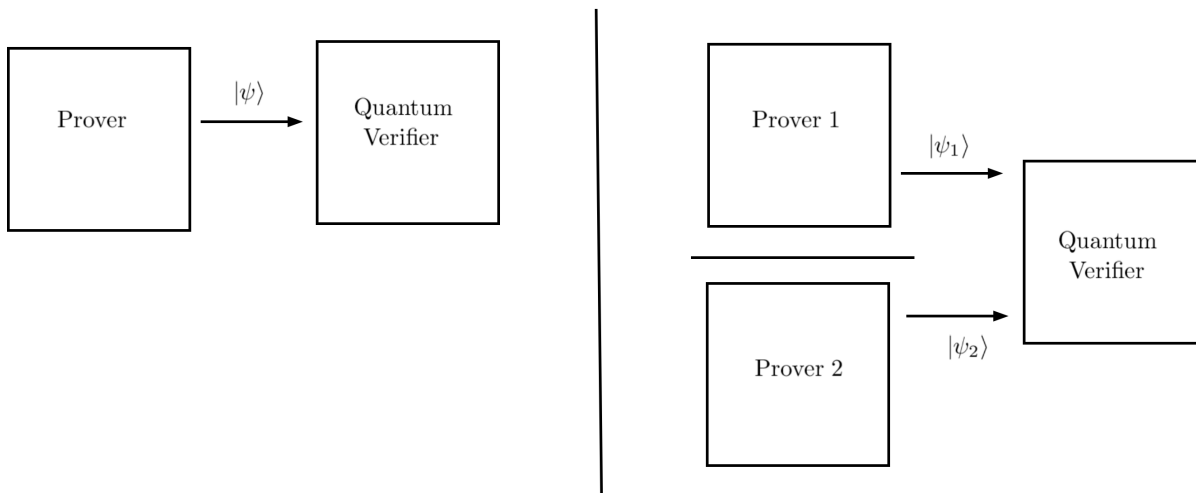 Prover
|ψ⟩
Quantum
Verifier
Prover 1
|ψ₁⟩
Quantum
Verifier
Prover 2
|ψ₂⟩